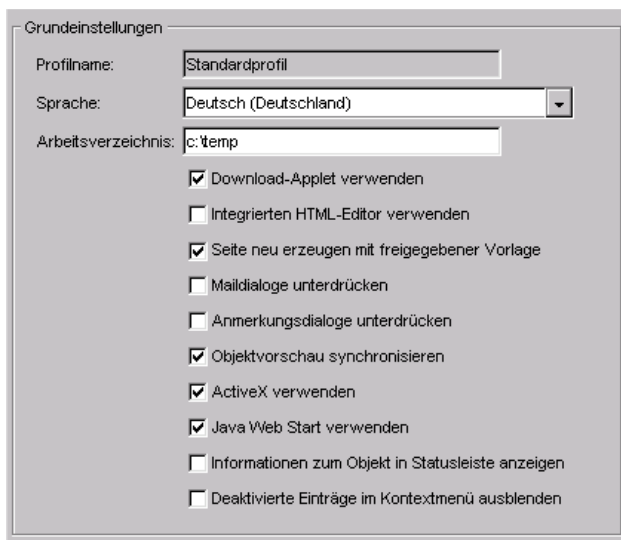 Grundeinstellungen
Profilname: Standardprofil
Sprache: Deutsch (Deutschland)
Arbeitsverzeichnis: c:\temp
Download-Applet verwenden
Integrierten HTML-Editor verwenden
Seite neu erzeugen mit freigegebener Vorlage
Maildialoge unterdrücken
Anmerkungsdialoge unterdrücken
Objektvorschau synchronisieren
ActiveX verwenden
Java Web Start verwenden
Informationen zum Objekt in Statusleiste anzeigen
Deaktivierte Einträge im Kontextmenü ausblenden